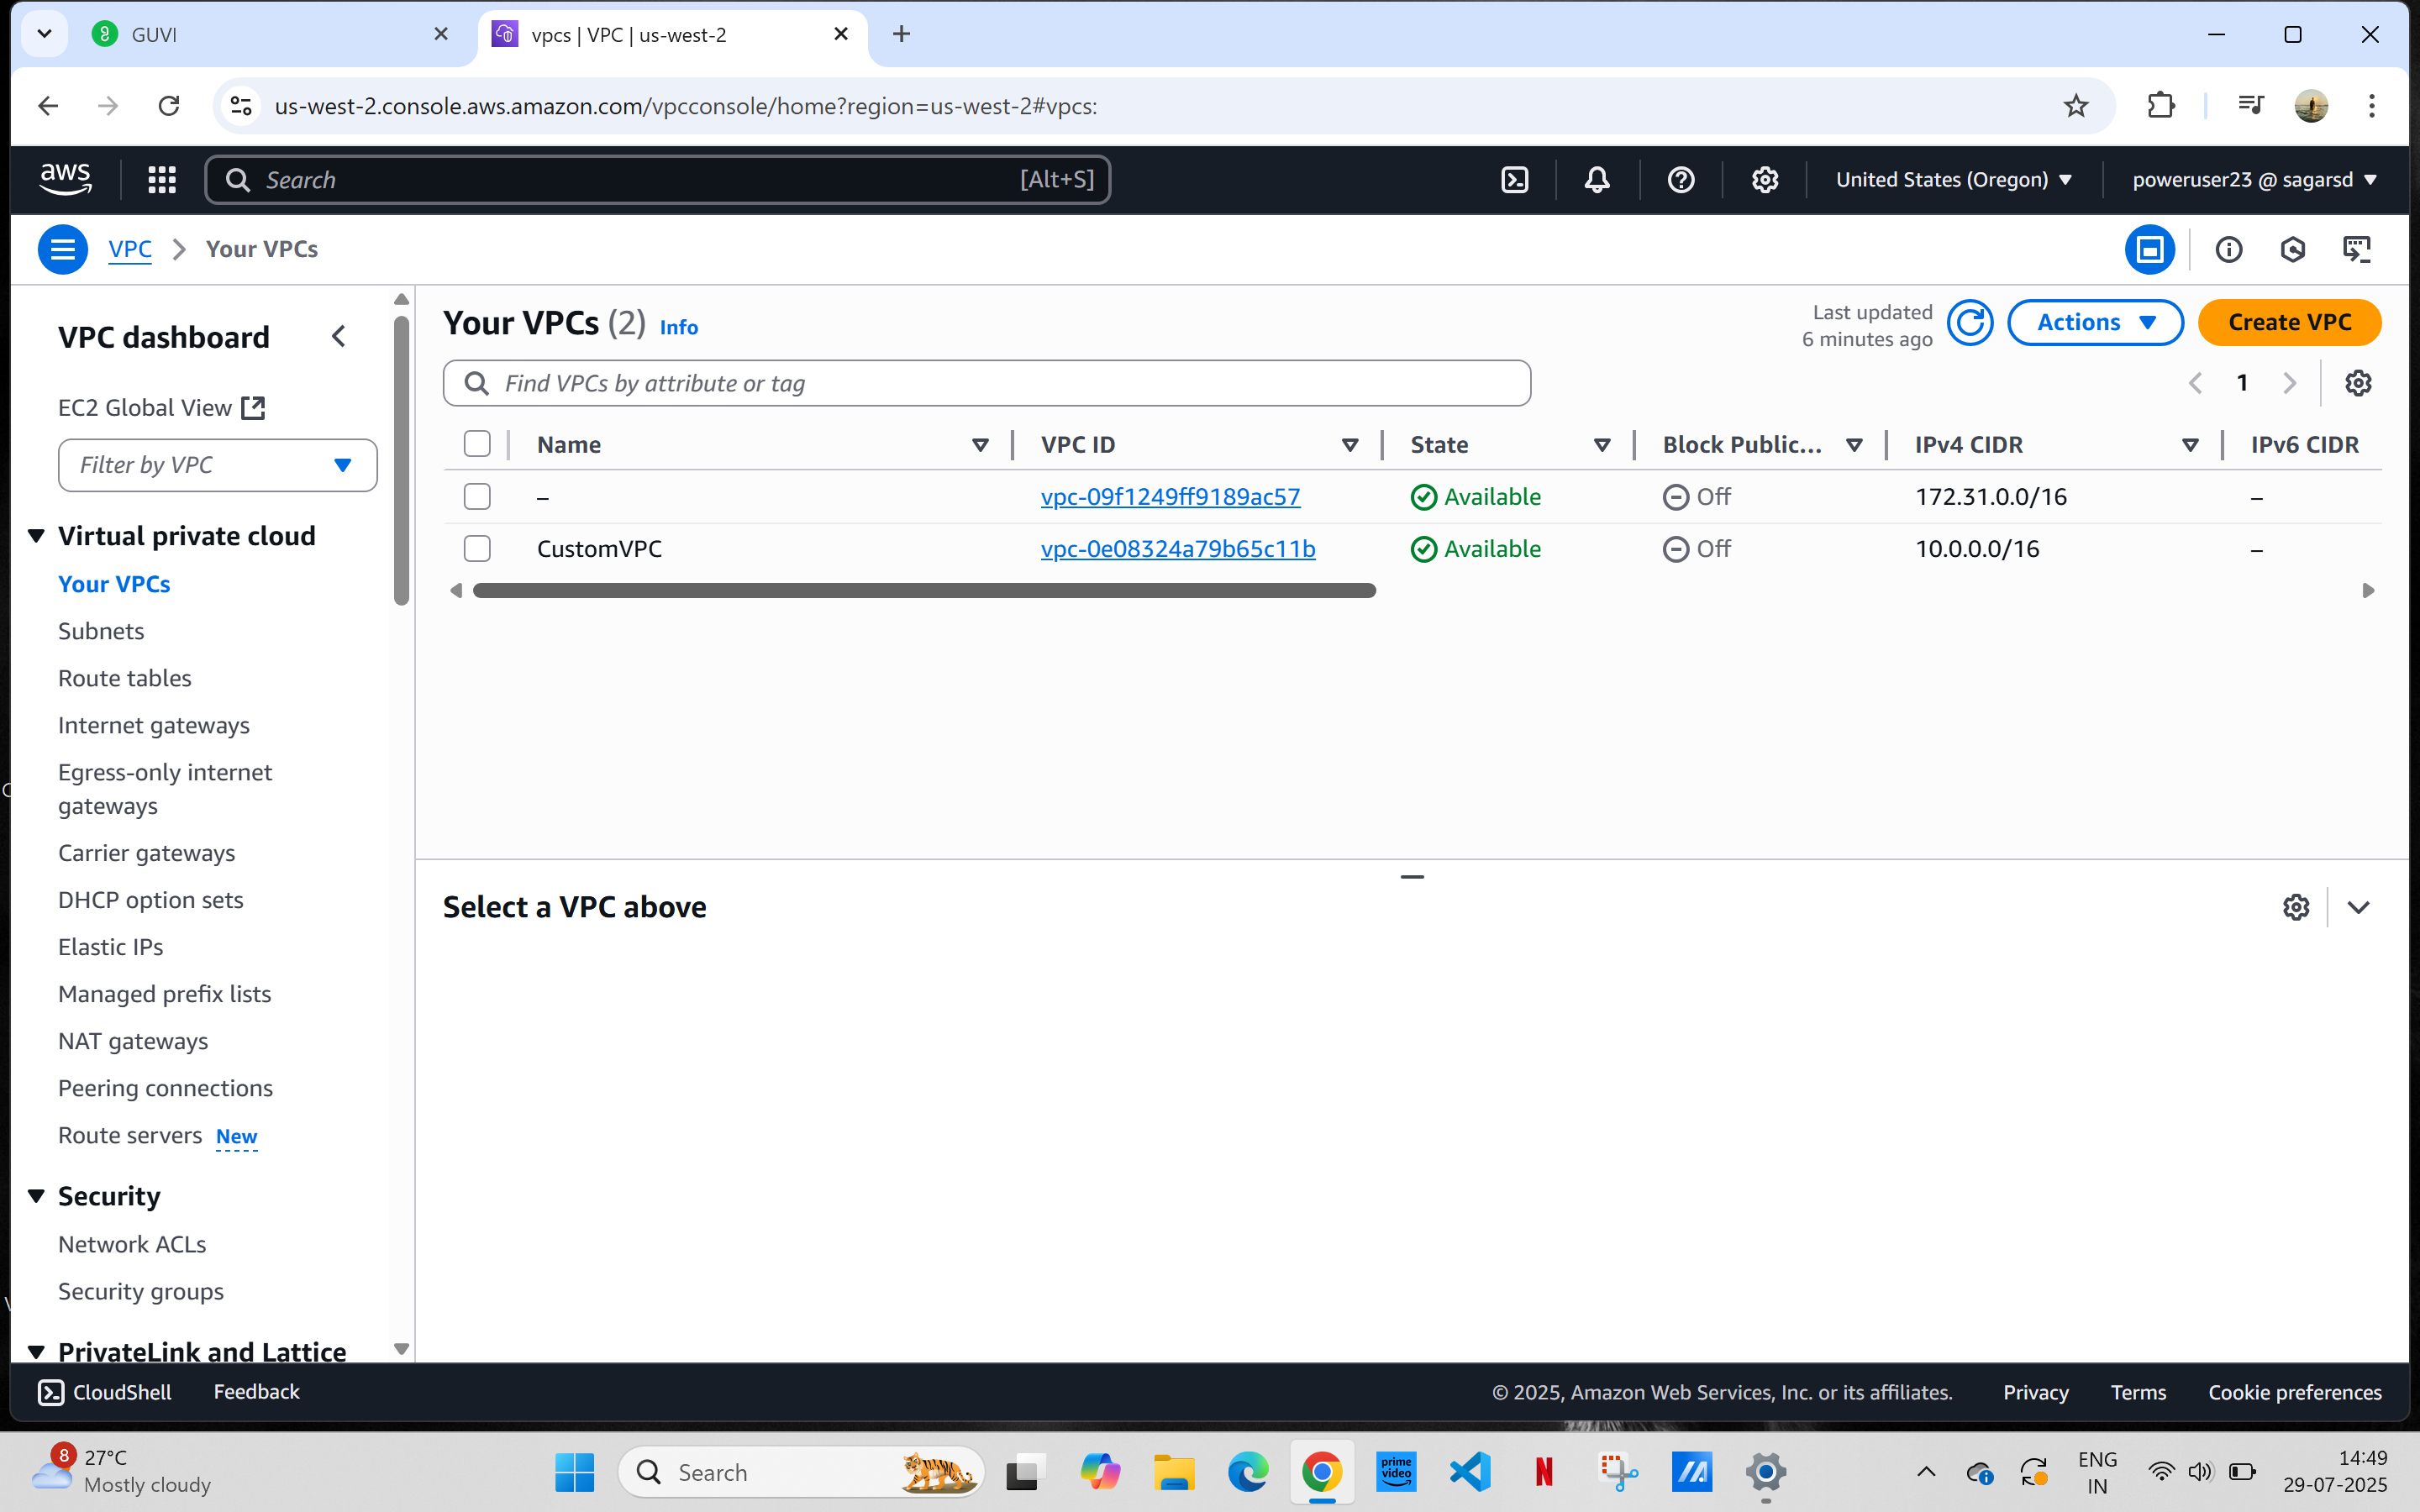 GUVI
vpcs | VPC | us-west-2
us-west-2.console.aws.amazon.com/vpcconsole/home?region=us-west-2#vpcs:
aws
Search
[Alt+S]
United States (Oregon)
poweruser23 @ sagarsd
VPC
Your VPCs
VPC dashboard
EC2 Global View
Filter by VPC
Virtual private cloud
Your VPCs
Subnets
Route tables
Internet gateways
Egress-only internet
gateways
Carrier gateways
DHCP option sets
Elastic IPs
Managed prefix lists
NAT gateways
Peering connections
Route servers New
Security
Network ACLs
Security groups
PrivateLink and Lattice
Your VPCs (2) Info
Last updated
6 minutes ago
Actions
Create VPC
Find VPCs by attribute or tag
1
Name VPC ID State Block Public... IPv4 CIDR IPv6 CIDR
– vpc-09f1249ff9189ac57 Available Off 172.31.0.0/16 –
CustomVPC vpc-0e08324a79b65c11b Available Off 10.0.0.0/16 –
Select a VPC above
CloudShell Feedback
© 2025, Amazon Web Services, Inc. or its affiliates. Privacy Terms Cookie preferences
8
27°C
Mostly cloudy
Search
prime
video
N
ENG
IN
14:49
29-07-2025